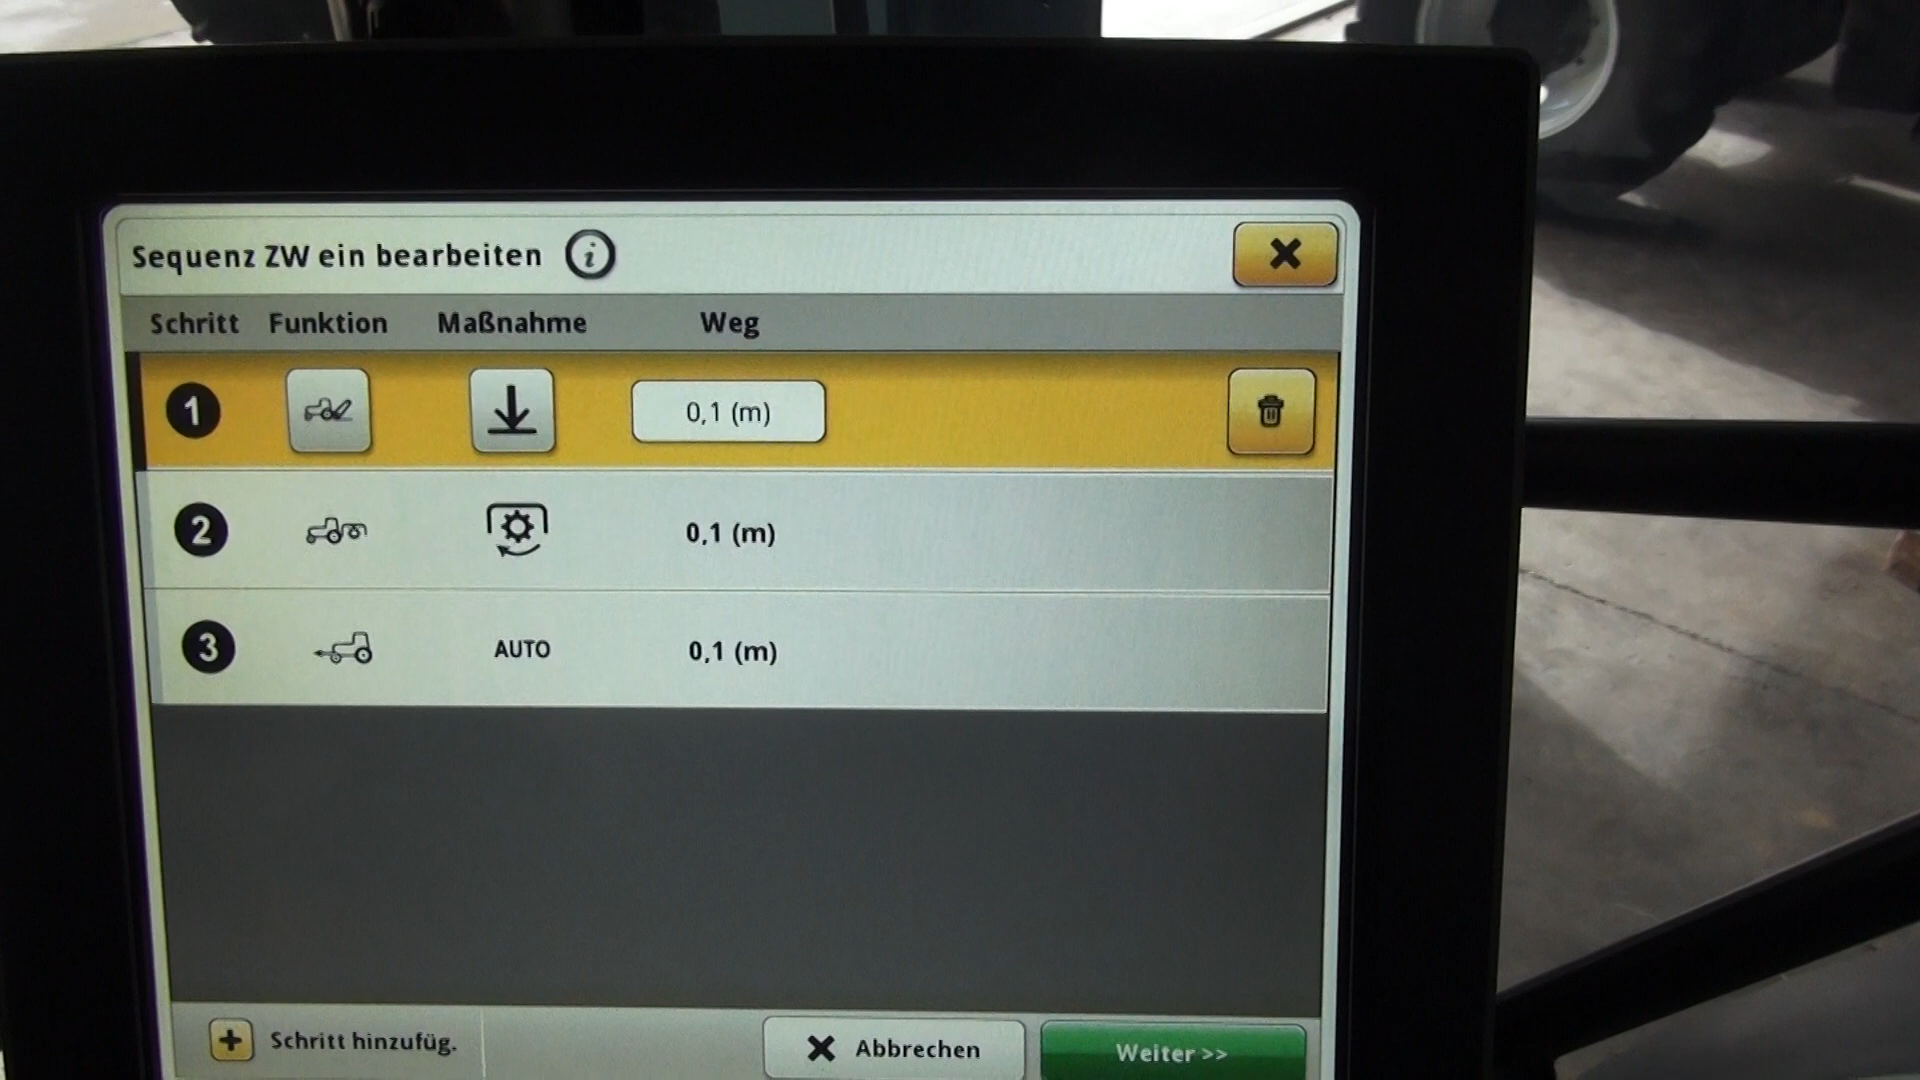 Sequenz ZW ein bearbeiten i
Schritt Funktion Maßnahme Weg
1 0,1 (m)
2 0,1 (m)
3 AUTO 0,1 (m)
Schritt hinzufüg. Abbrechen Weiter >>